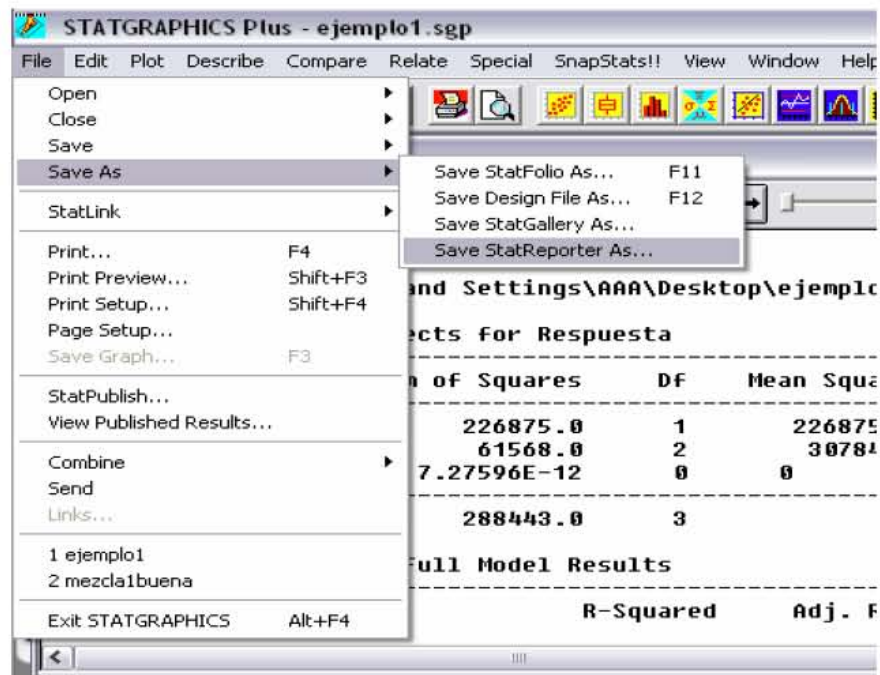 STATGRAPHICS Plus - ejemplo1.sgp
File Edit Plot Describe Compare Relate Special SnapStats!! View Window Help
Open
Close
Save
Save As
StatLink
Print... F4
Print Preview... Shift+F3
Print Setup... Shift+F4
Page Setup...
Save Graph... F3
StatPublish...
View Published Results...
Combine
Send
Links...
1 ejemplo1
2 mezcla1buena
Exit STATGRAPHICS Alt+F4
Save StatFolio As... F11
Save Design File As... F12
Save StatGallery As...
Save StatReporter As...
and Settings\AAA\Desktop\ejemplo
ects for Respuesta
of Squares Df Mean Squa
226875.0 1 226875
61568.0 2 30784
7.27596E-12 0 0
288443.0 3
Full Model Results
R-Squared Adj. R